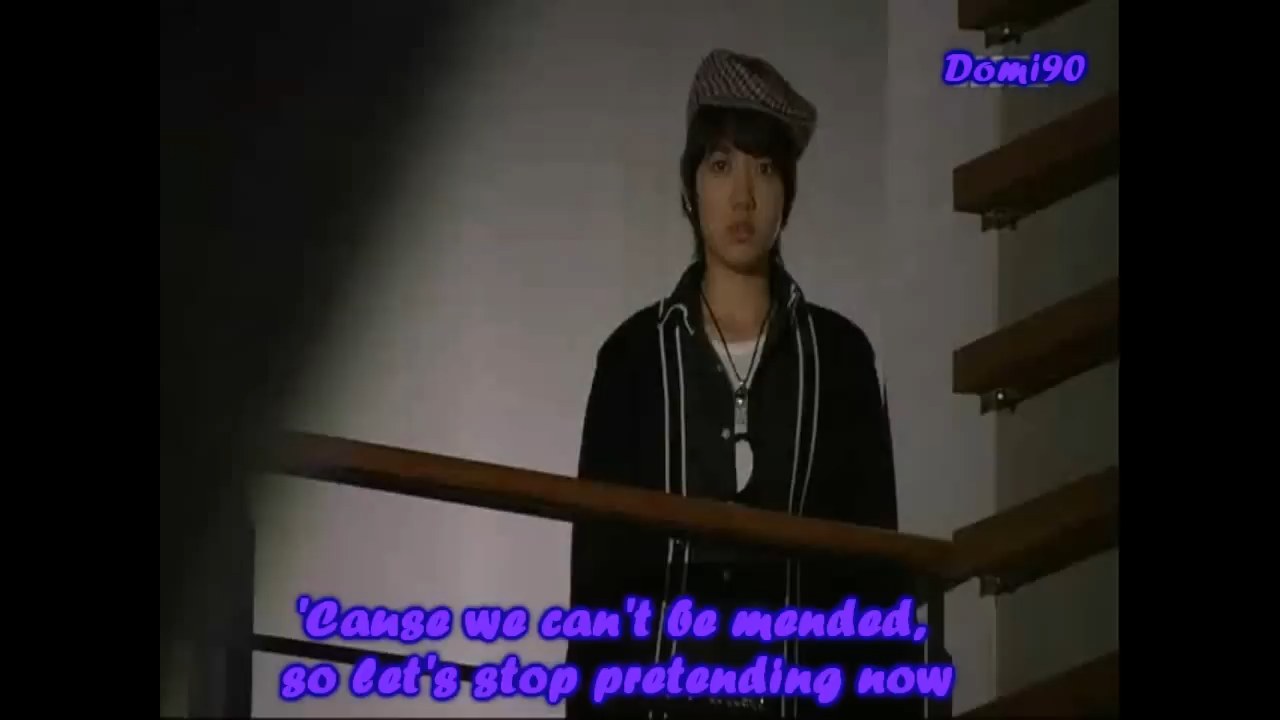 Domi90
'Cause we can't be mended,
so let's stop pretending now